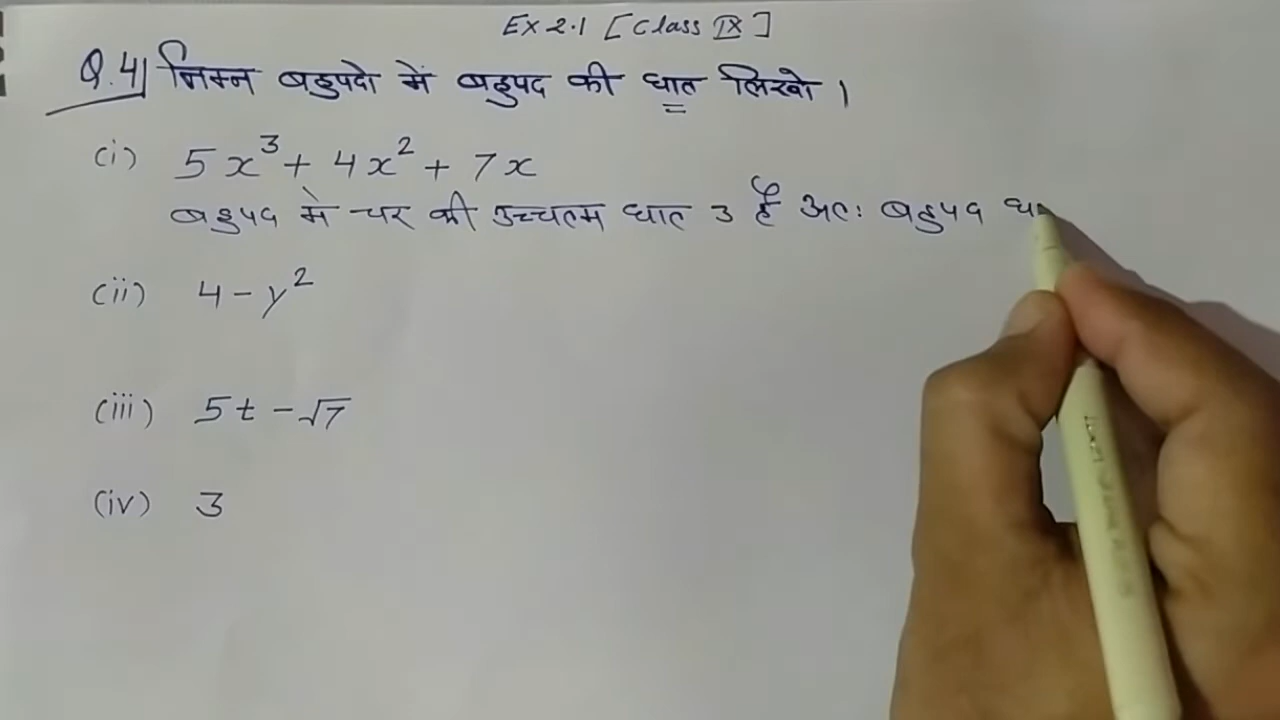 Ex 2.1 [Class IX]
Q.4| निम्न बहुपदो में बहुपद की घात लिखो ।
(i) 5x³ + 4x² + 7x
बहुपद मे चर की उच्चतम घात 3 है अतः बहुपद घा
(ii) 4 - y²
(iii) 5t - √7
(iv) 3